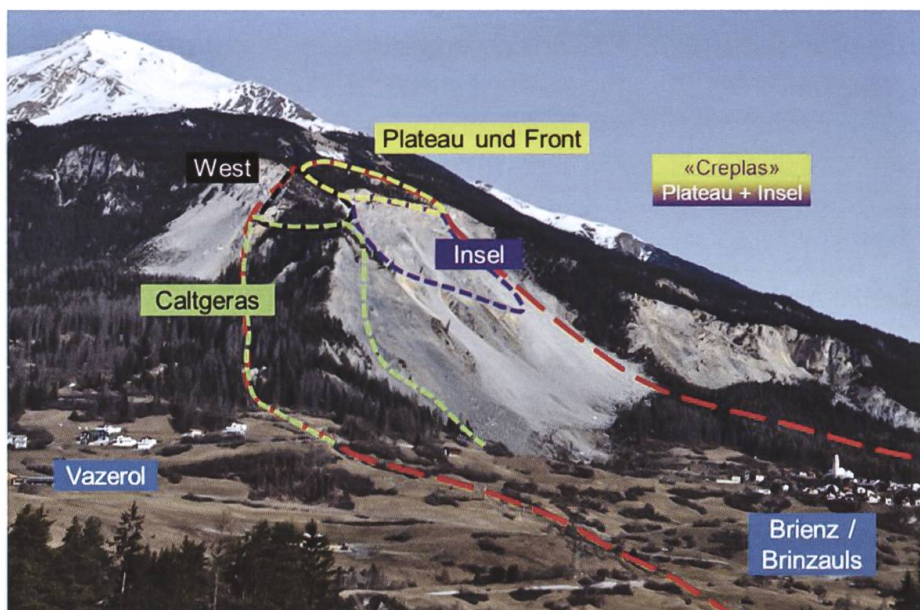 Plateau und Front
West
«Creplas»
Plateau + Insel
Insel
Caltgeras
Vazerol
Brienz /
Brinzauls